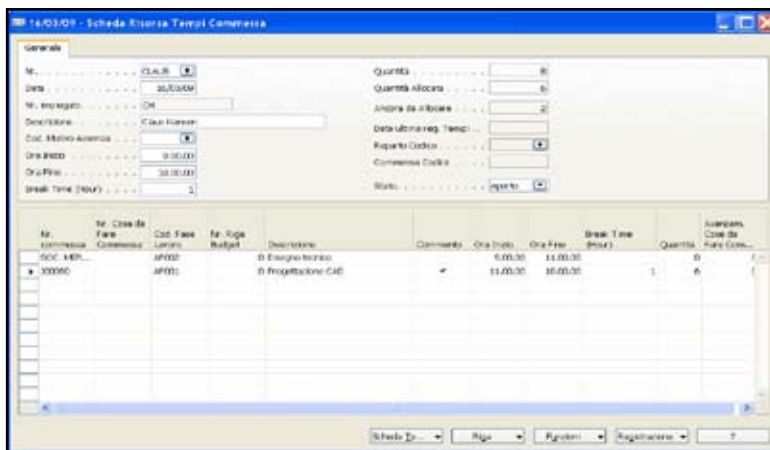 16/03/09 - Scheda Risorsa Tempi Commessa
Generale
Nr. CLAUS Quantità 8
Data 16/03/09 Quantità Allocata 6
Nr. impiegato CH Ancora da Allocare 2
Descrizione Claus Hansen Data ultima reg. Tempi
Cod. Motivo Assenza Reparto Codice
Ora Inizio 9.00.00 Commessa Codice
Ora Fine 18.00.00 Stato Aperto
Break Time (Hour) 1
Nr. commessa Nr. Cosa da Fare Commessa Cod. Fase Lavoro Nr. Riga Budget Descrizione Commento Ora Inizio Ora Fine Break Time (Hour) Quantità Avanzam. Cose da Fare Com...
SOC. MER... AP002 0 Disegno tecnico 9.00.00 11.00.00 0
100060 AP001 0 Progettazione CAD ✔ 11.00.00 18.00.00 1 6
Scheda Te... Riga Funzioni Registrazione ?